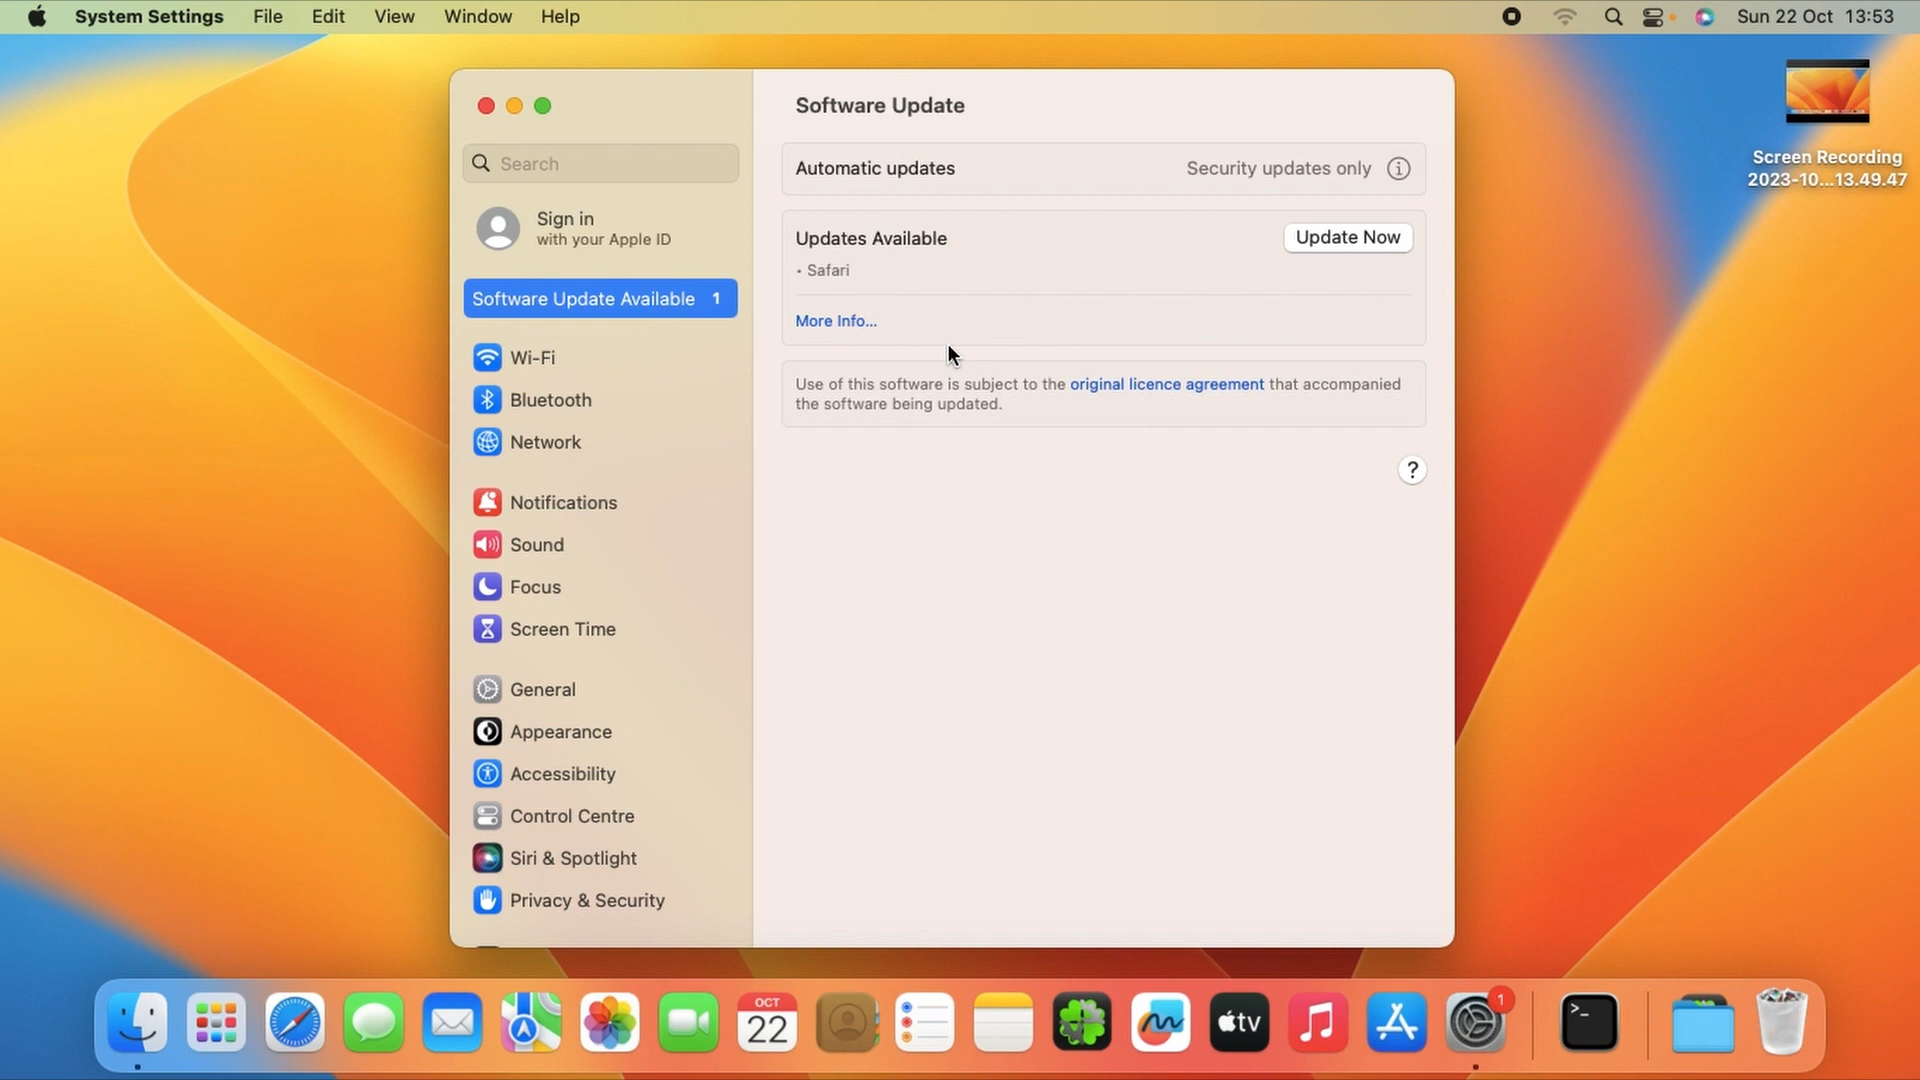 System Settings File Edit View Window Help Sun 22 Oct 13:53
Screen Recording
2023-10...13.49.47
Search
Sign in
with your Apple ID
Software Update Available 1
Wi-Fi
Bluetooth
Network
Notifications
Sound
Focus
Screen Time
General
Appearance
Accessibility
Control Centre
Siri & Spotlight
Privacy & Security
Software Update
Automatic updates Security updates only
Updates Available Update Now
• Safari
More Info...
Use of this software is subject to the original licence agreement that accompanied
the software being updated.
?
OCT
22
tv
1
>_